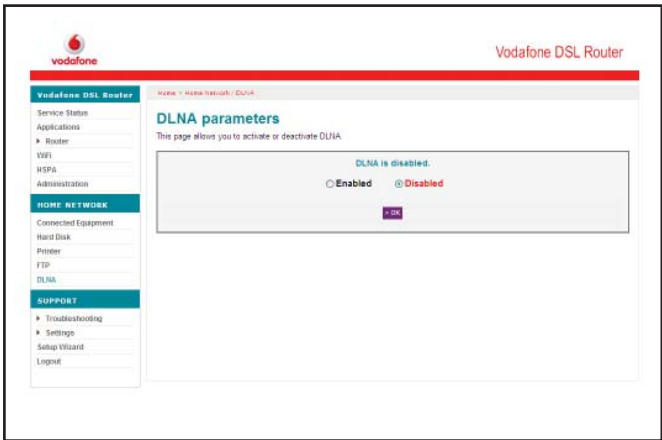 vodafone
Vodafone DSL Router
Vodafone DSL Router
Service Status
Applications
Router
WiFi
HSPA
Administration
HOME NETWORK
Connected Equipment
Hard Disk
Printer
FTP
DLNA
SUPPORT
Troubleshooting
Settings
Setup Wizard
Logout
Home > Home Network / DLNA
DLNA parameters
This page allows you to activate or deactivate DLNA.
DLNA is disabled.
Enabled Disabled
> OK